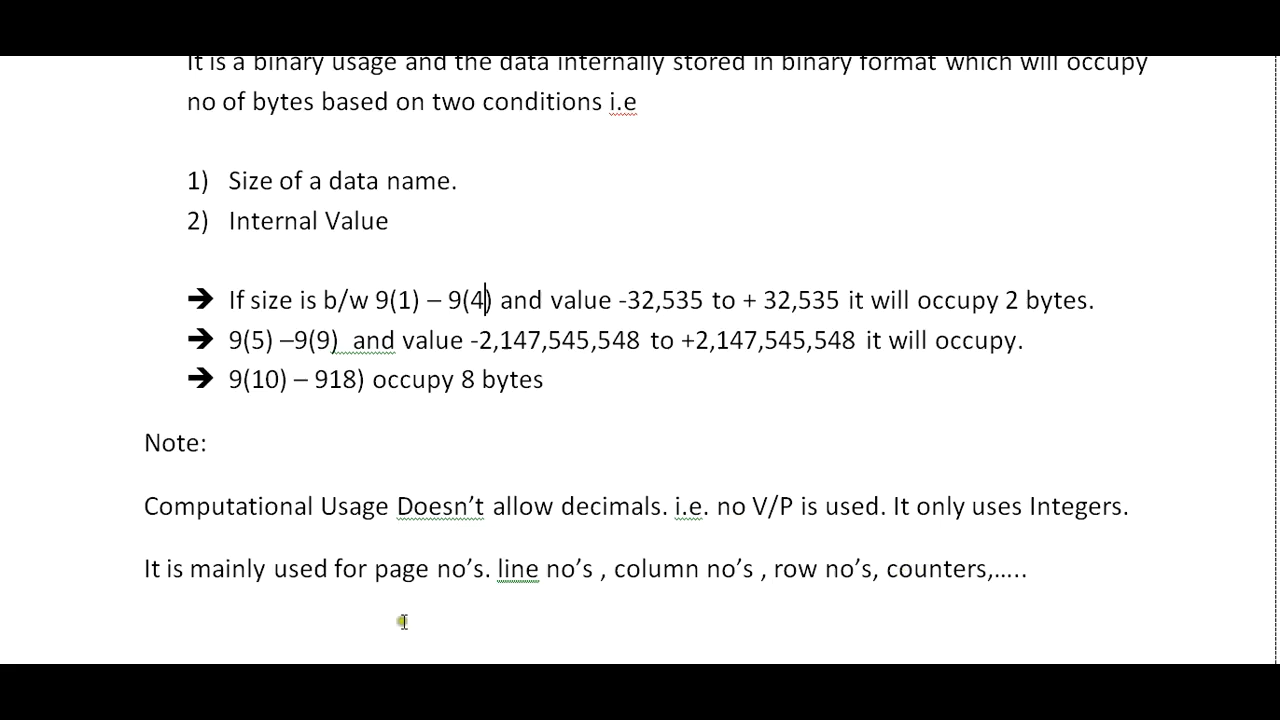 It is a binary usage and the data internally stored in binary format which will occupy
no of bytes based on two conditions i.e
1) Size of a data name.
2) Internal Value
➔ If size is b/w 9(1) – 9(4) and value -32,535 to + 32,535 it will occupy 2 bytes.
➔ 9(5) –9(9)  and value -2,147,545,548 to +2,147,545,548 it will occupy.
➔ 9(10) – 918) occupy 8 bytes
Note:
Computational Usage Doesn’t allow decimals. i.e. no V/P is used. It only uses Integers.
It is mainly used for page no’s. line no’s , column no’s , row no’s, counters,…..